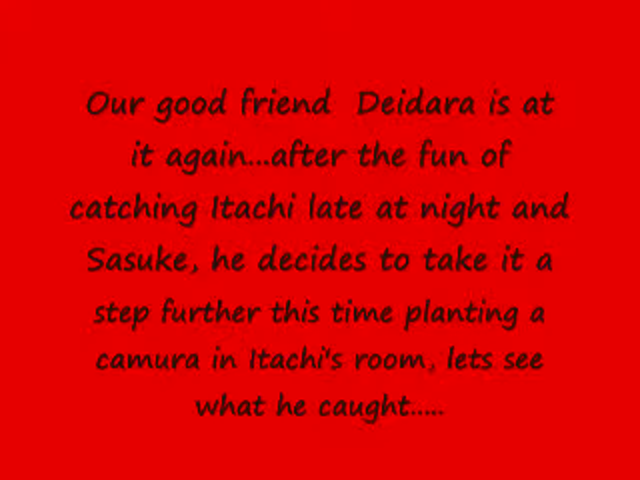 Our good friend Deidara is at
it again...after the fun of
catching Itachi late at night and
Sasuke, he decides to take it a
step further this time planting a
camura in Itachi's room, lets see
what he caught.....